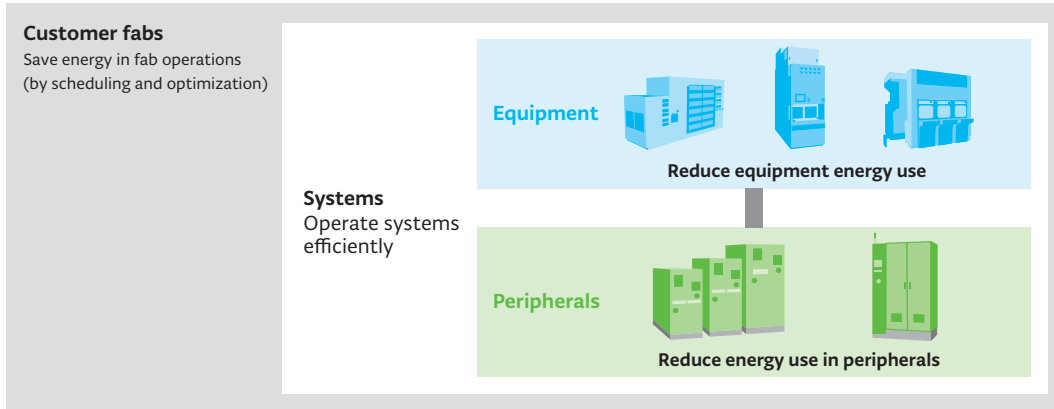 Customer fabs
Save energy in fab operations
(by scheduling and optimization)
Systems
Operate systems
efficiently
Equipment
Reduce equipment energy use
Peripherals
Reduce energy use in peripherals